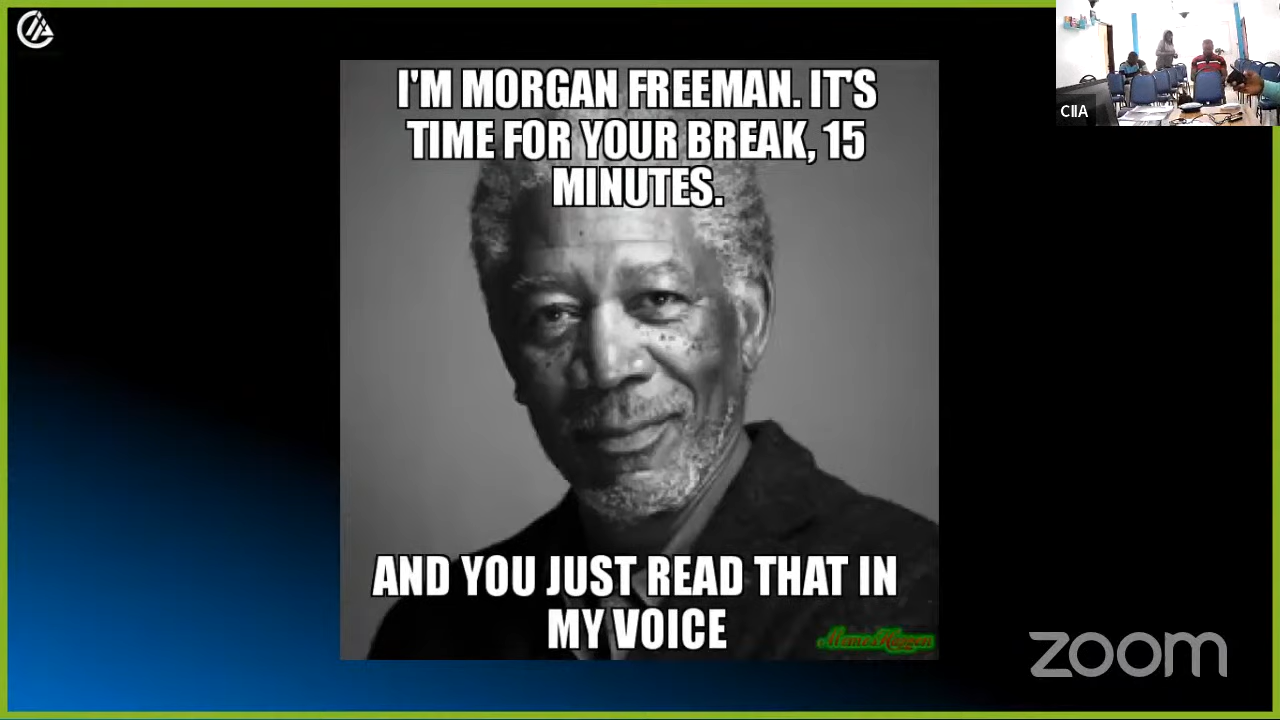 I'M MORGAN FREEMAN. IT'S
TIME FOR YOUR BREAK, 15
MINUTES.
AND YOU JUST READ THAT IN
MY VOICE
MemesHappen
CIIA
zoom